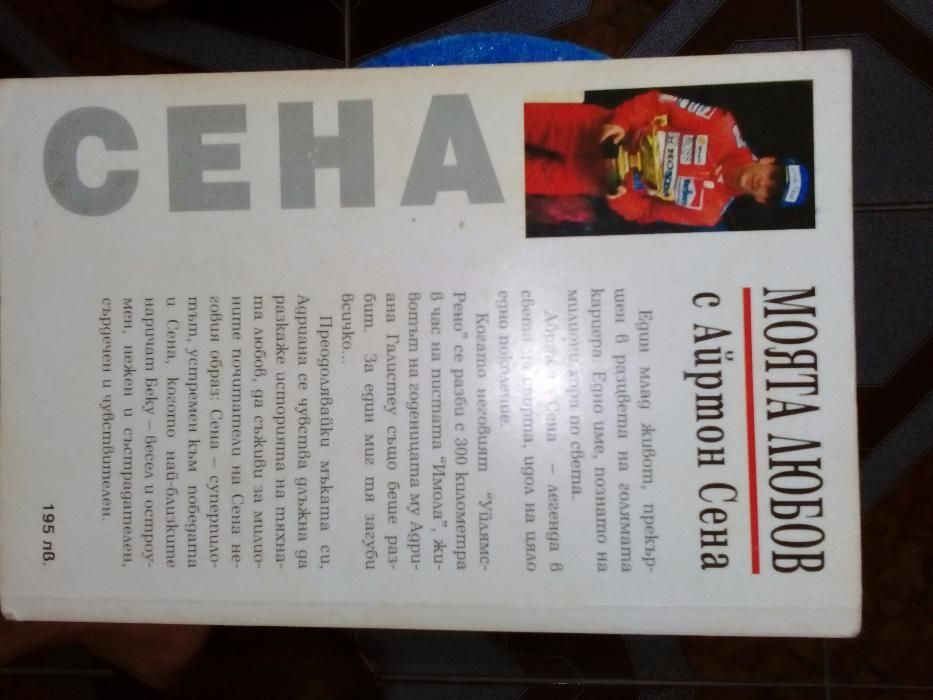 МОЯТА ЛЮБОВ
с Айртон Сена
Един млад живот, прекър-
шен в разцвета на голямата
кариера. Едно име, познато на
милиони хора по света.
Айртон Сена – легенда в
света на спорта, идол на цяло
едно поколение.
Когато неговият "Уйлямс-
Рено" се разби с 300 километра
в час на пистата "Имола", жи-
вотът на годеницата му Адри-
ана Галистеу също беше раз-
бит. За един миг тя загуби
всичко...
Преодолявайки мъката си,
Адриана се чувства длъжна да
разкаже историята на тяхна-
та любов, да съживи за милио-
ните почитатели на Сена не-
говия образ: Сена – суперпило-
тът, устремен към победата
и Сена, когото най-близките
наричат Беку – весел и остроу-
мен, нежен и състрадателен,
сърдечен и чувствителен.
195 лв.
СЕНА
BOSS
HONDA